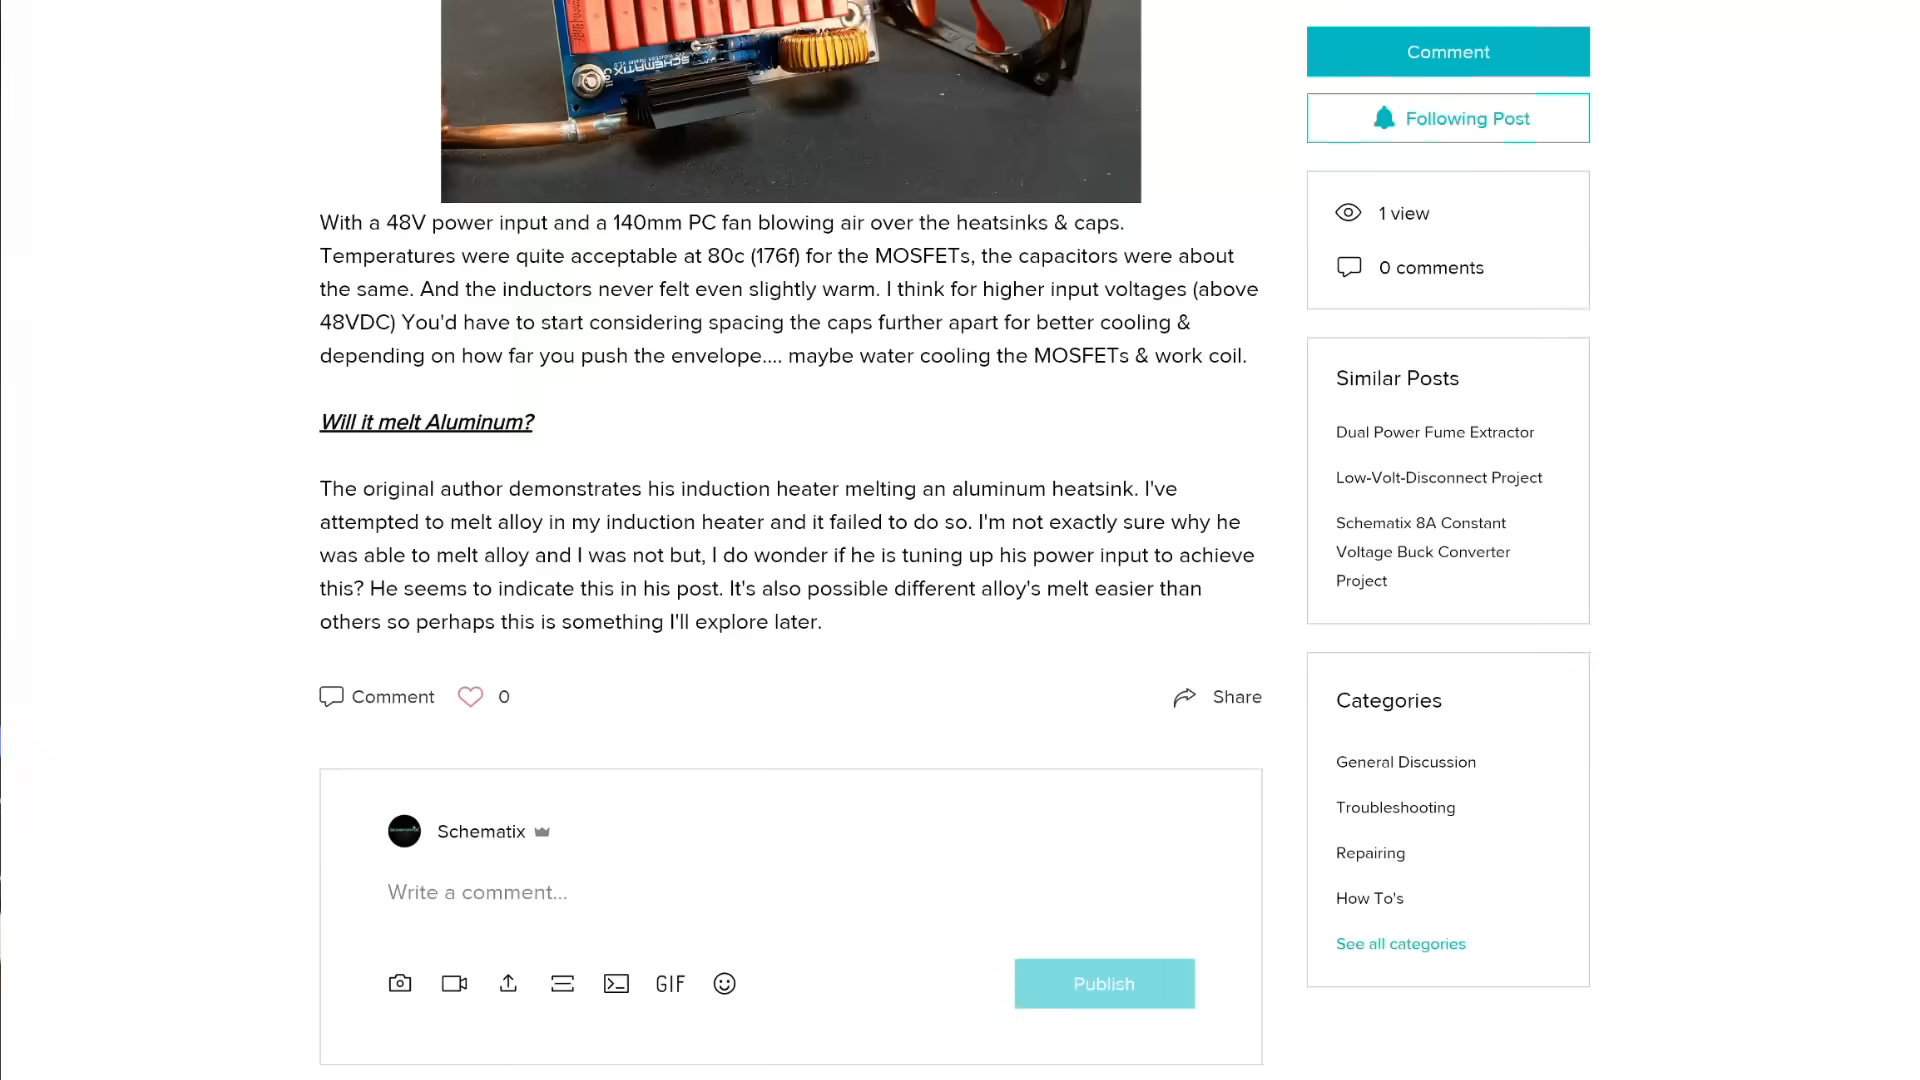 SCHEMATIX
Comment
Following Post
1 view
0 comments
With a 48V power input and a 140mm PC fan blowing air over the heatsinks & caps.
Temperatures were quite acceptable at 80c (176f) for the MOSFETs, the capacitors were about
the same. And the inductors never felt even slightly warm. I think for higher input voltages (above
48VDC) You'd have to start considering spacing the caps further apart for better cooling &
depending on how far you push the envelope.... maybe water cooling the MOSFETs & work coil.
Will it melt Aluminum?
The original author demonstrates his induction heater melting an aluminum heatsink. I've
attempted to melt alloy in my induction heater and it failed to do so. I'm not exactly sure why he
was able to melt alloy and I was not but, I do wonder if he is tuning up his power input to achieve
this? He seems to indicate this in his post. It's also possible different alloy's melt easier than
others so perhaps this is something I'll explore later.
Comment 0 Share
Schematix
Write a comment...
GIF
Publish
Similar Posts
Dual Power Fume Extractor
Low-Volt-Disconnect Project
Schematix 8A Constant
Voltage Buck Converter
Project
Categories
General Discussion
Troubleshooting
Repairing
How To's
See all categories